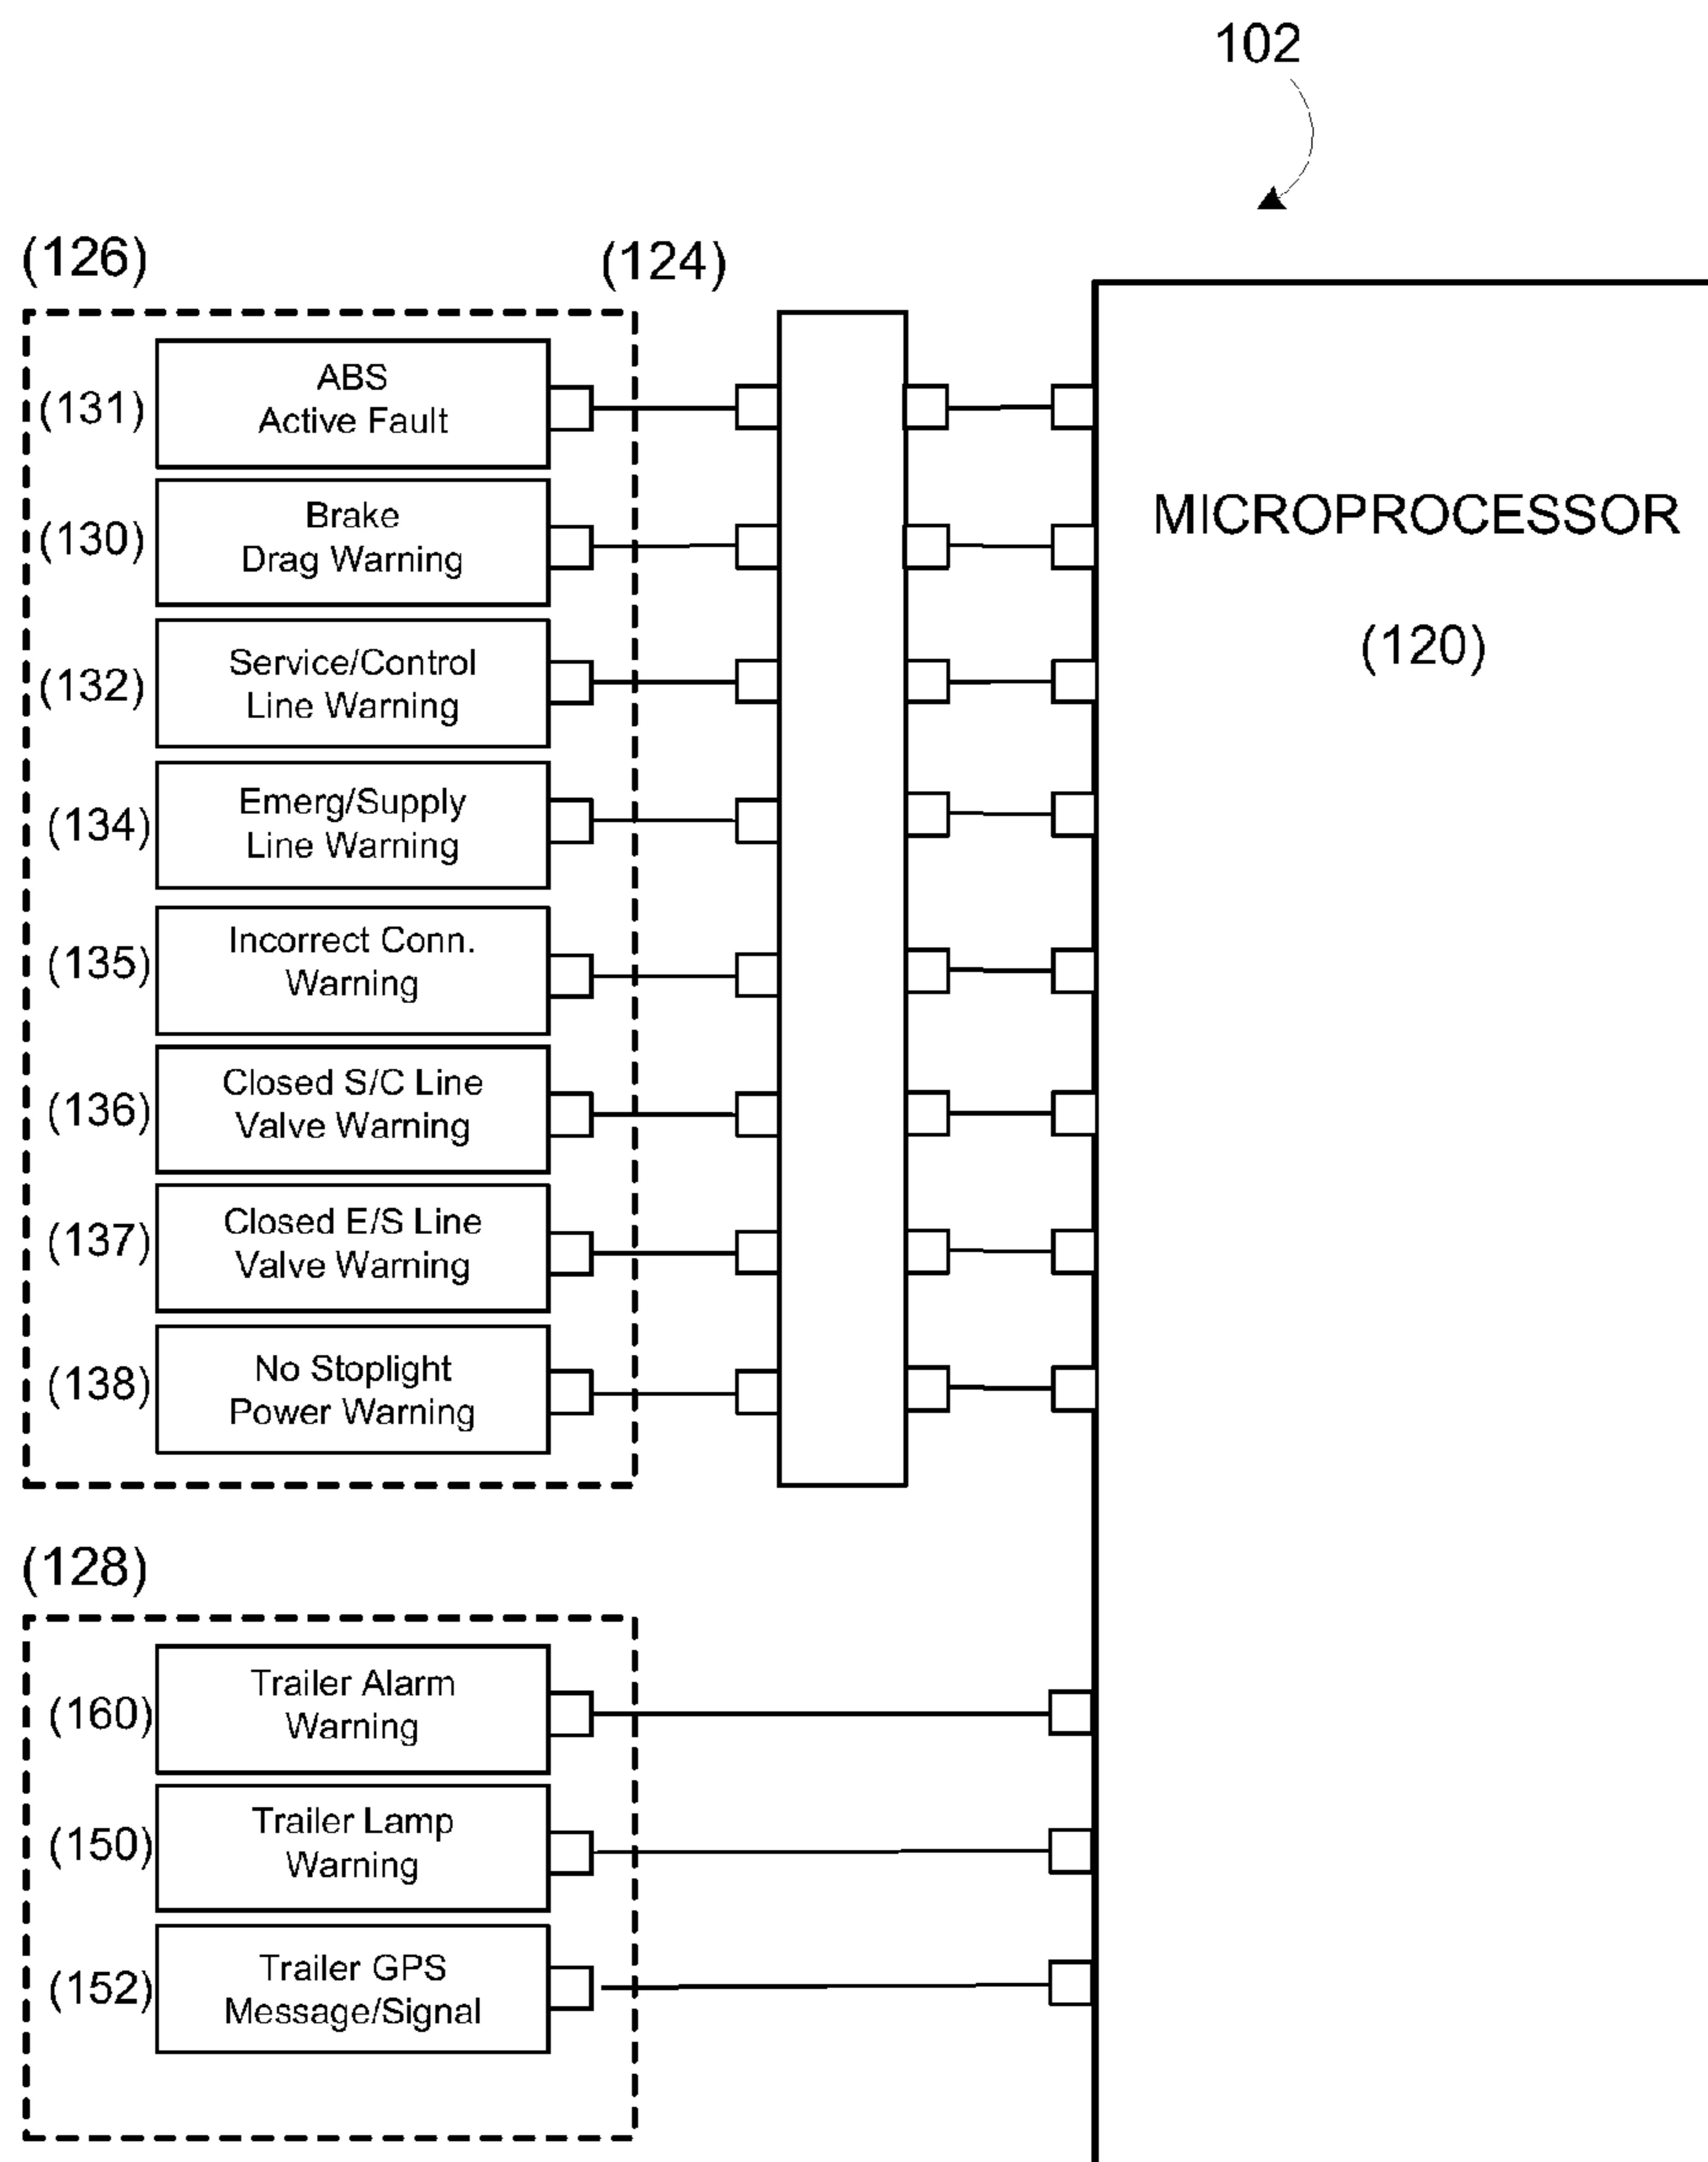 102
(126)
(124)
(131)
ABS
Active Fault
MICROPROCESSOR
(120)
(130)
Brake
Drag Warning
(132)
Service/Control
Line Warning
(134)
Emerg/Supply
Line Warning
(135)
Incorrect Conn.
Warning
(136)
Closed S/C Line
Valve Warning
(137)
Closed E/S Line
Valve Warning
(138)
No Stoplight
Power Warning
(128)
(160)
Trailer Alarm
Warning
(150)
Trailer Lamp
Warning
(152)
Trailer GPS
Message/Signal